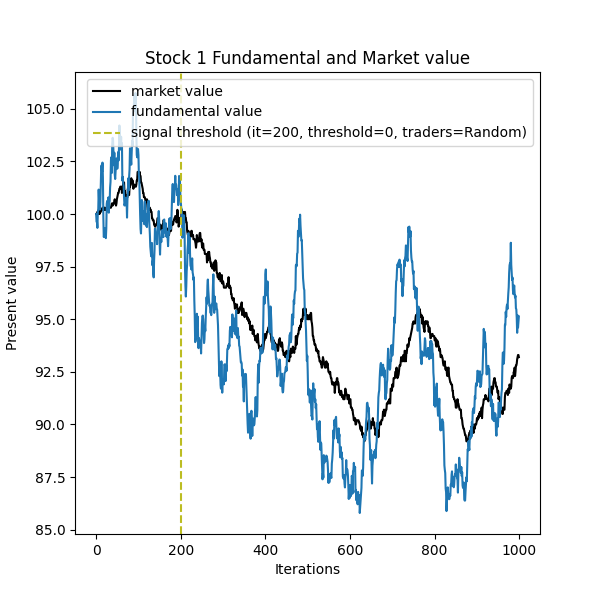 Stock 1 Fundamental and Market value
market value
fundamental value
signal threshold (it=200, threshold=0, traders=Random)
Present value
105.0
102.5
100.0
97.5
95.0
92.5
90.0
87.5
85.0
0 200 400 600 800 1000
Iterations